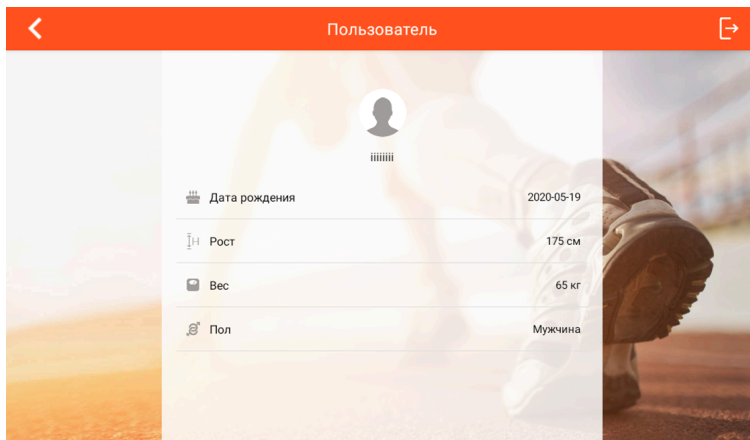 Пользователь
iiiiiiii
Дата рождения 2020-05-19
Рост 175 см
Вес 65 кг
Пол Мужчина